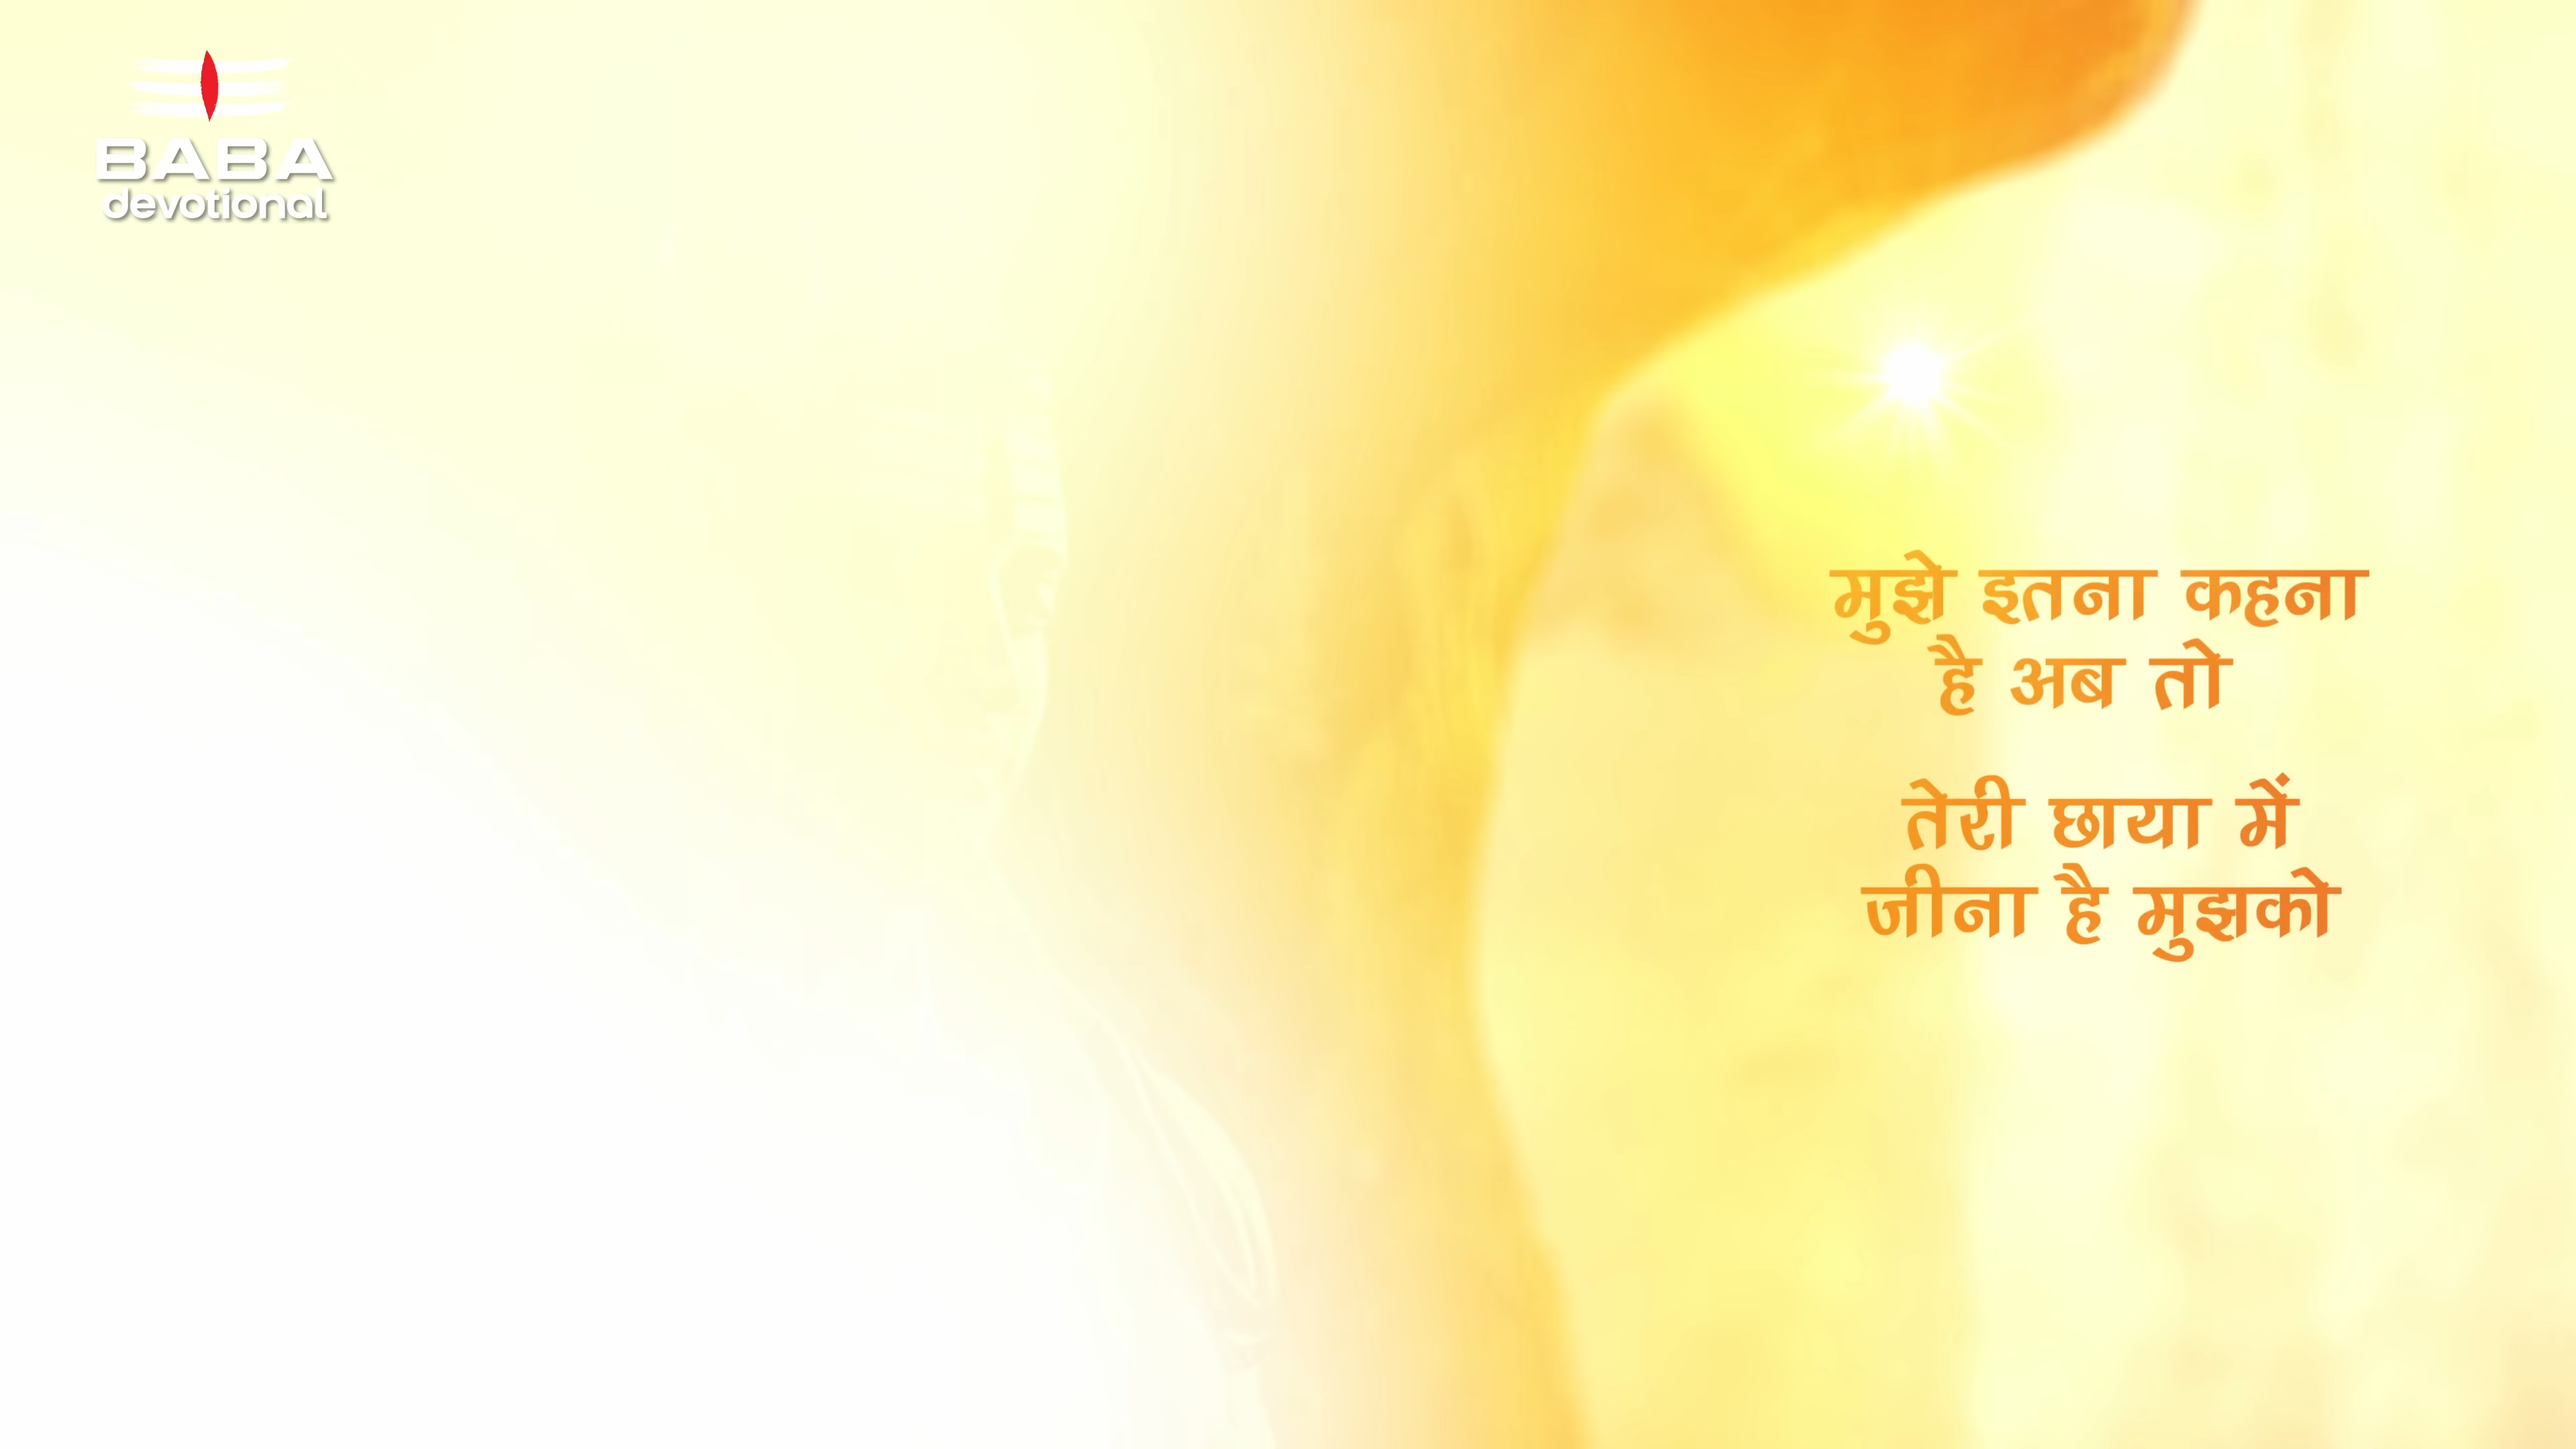 BABA
devotional
मुझे इतना कहना
है अब तो
तेरी छाया में
जीना है मुझको